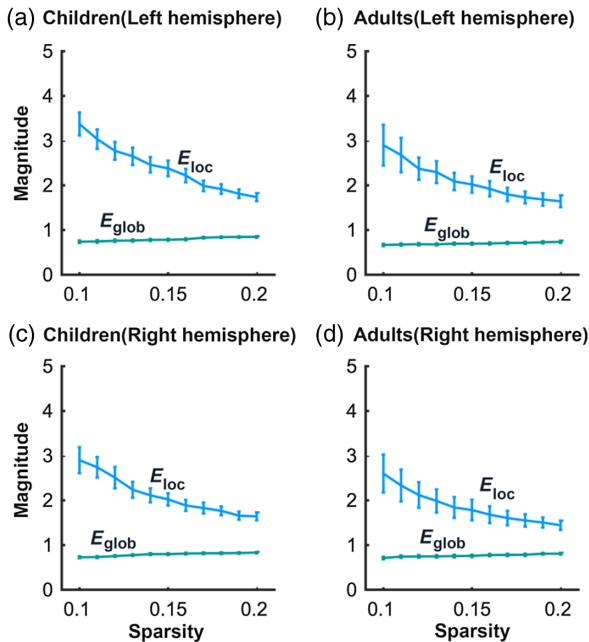 (a) Children(Left hemisphere)
(b) Adults(Left hemisphere)
5
4
3
2
1
0
Magnitude
Eloc
Eglob
0.1 0.15 0.2
5
4
3
2
1
0
Eloc
Eglob
0.1 0.15 0.2
(c) Children(Right hemisphere)
(d) Adults(Right hemisphere)
5
4
3
2
1
0
Magnitude
Eloc
Eglob
0.1 0.15 0.2
Sparsity
5
4
3
2
1
0
Eloc
Eglob
0.1 0.15 0.2
Sparsity